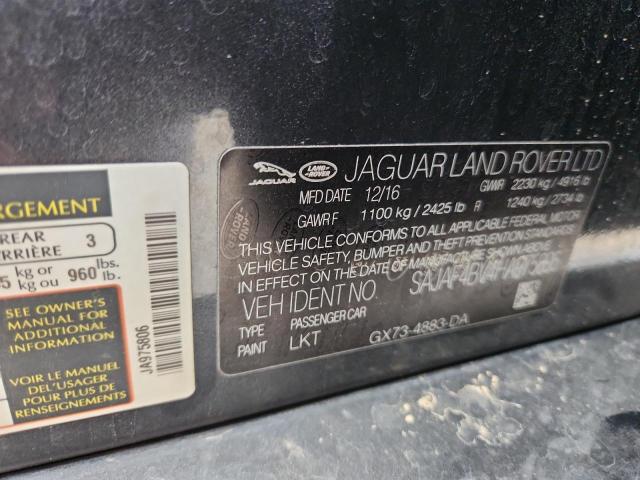 RGEMENT
REAR
3
RRIÈRE
5 kg or
kg ou 960 lbs.
lb.
SEE OWNER'S
MANUAL FOR
ADDITIONAL
INFORMATION
VOIR LE MANUEL
DE L'USAGER
POUR PLUS DE
RENSEIGNEMENTS
JA975806
JAGUAR
LAND ROVER
JAGUAR LAND ROVER LTD
MFD DATE 12/16 GVWR 2230 kg / 4916 lb
GAWR F 1100 kg / 2425 lb R 1240 kg / 2734 lb
THIS VEHICLE CONFORMS TO ALL APPLICABLE FEDERAL MOTOR
VEHICLE SAFETY, BUMPER AND THEFT PREVENTION STANDARDS
IN EFFECT ON THE DATE OF MANUFACTURE SHOWN ABOVE
VEH IDENT NO.
TYPE PASSENGER CAR
PAINT LKT GX73-4883-DA